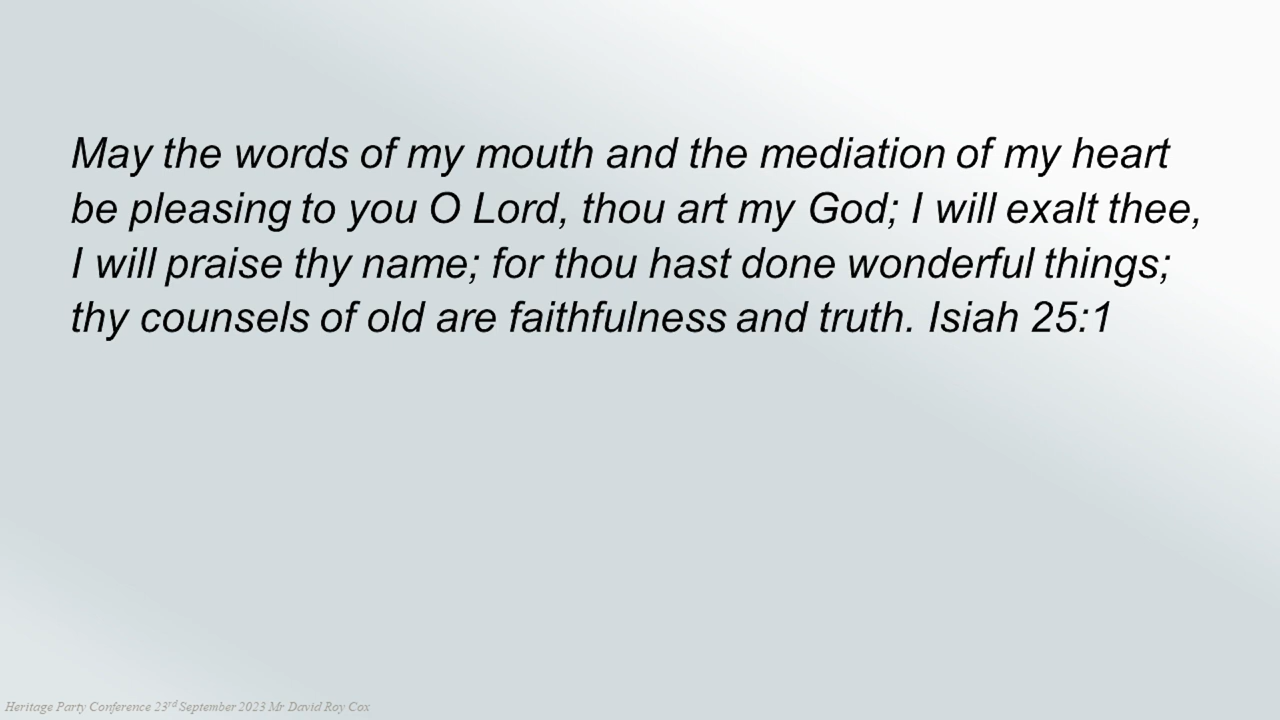 May the words of my mouth and the mediation of my heart
be pleasing to you O Lord, thou art my God; I will exalt thee,
I will praise thy name; for thou hast done wonderful things;
thy counsels of old are faithfulness and truth. Isiah 25:1
Heritage Party Conference 23rd September 2023 Mr David Roy Cox